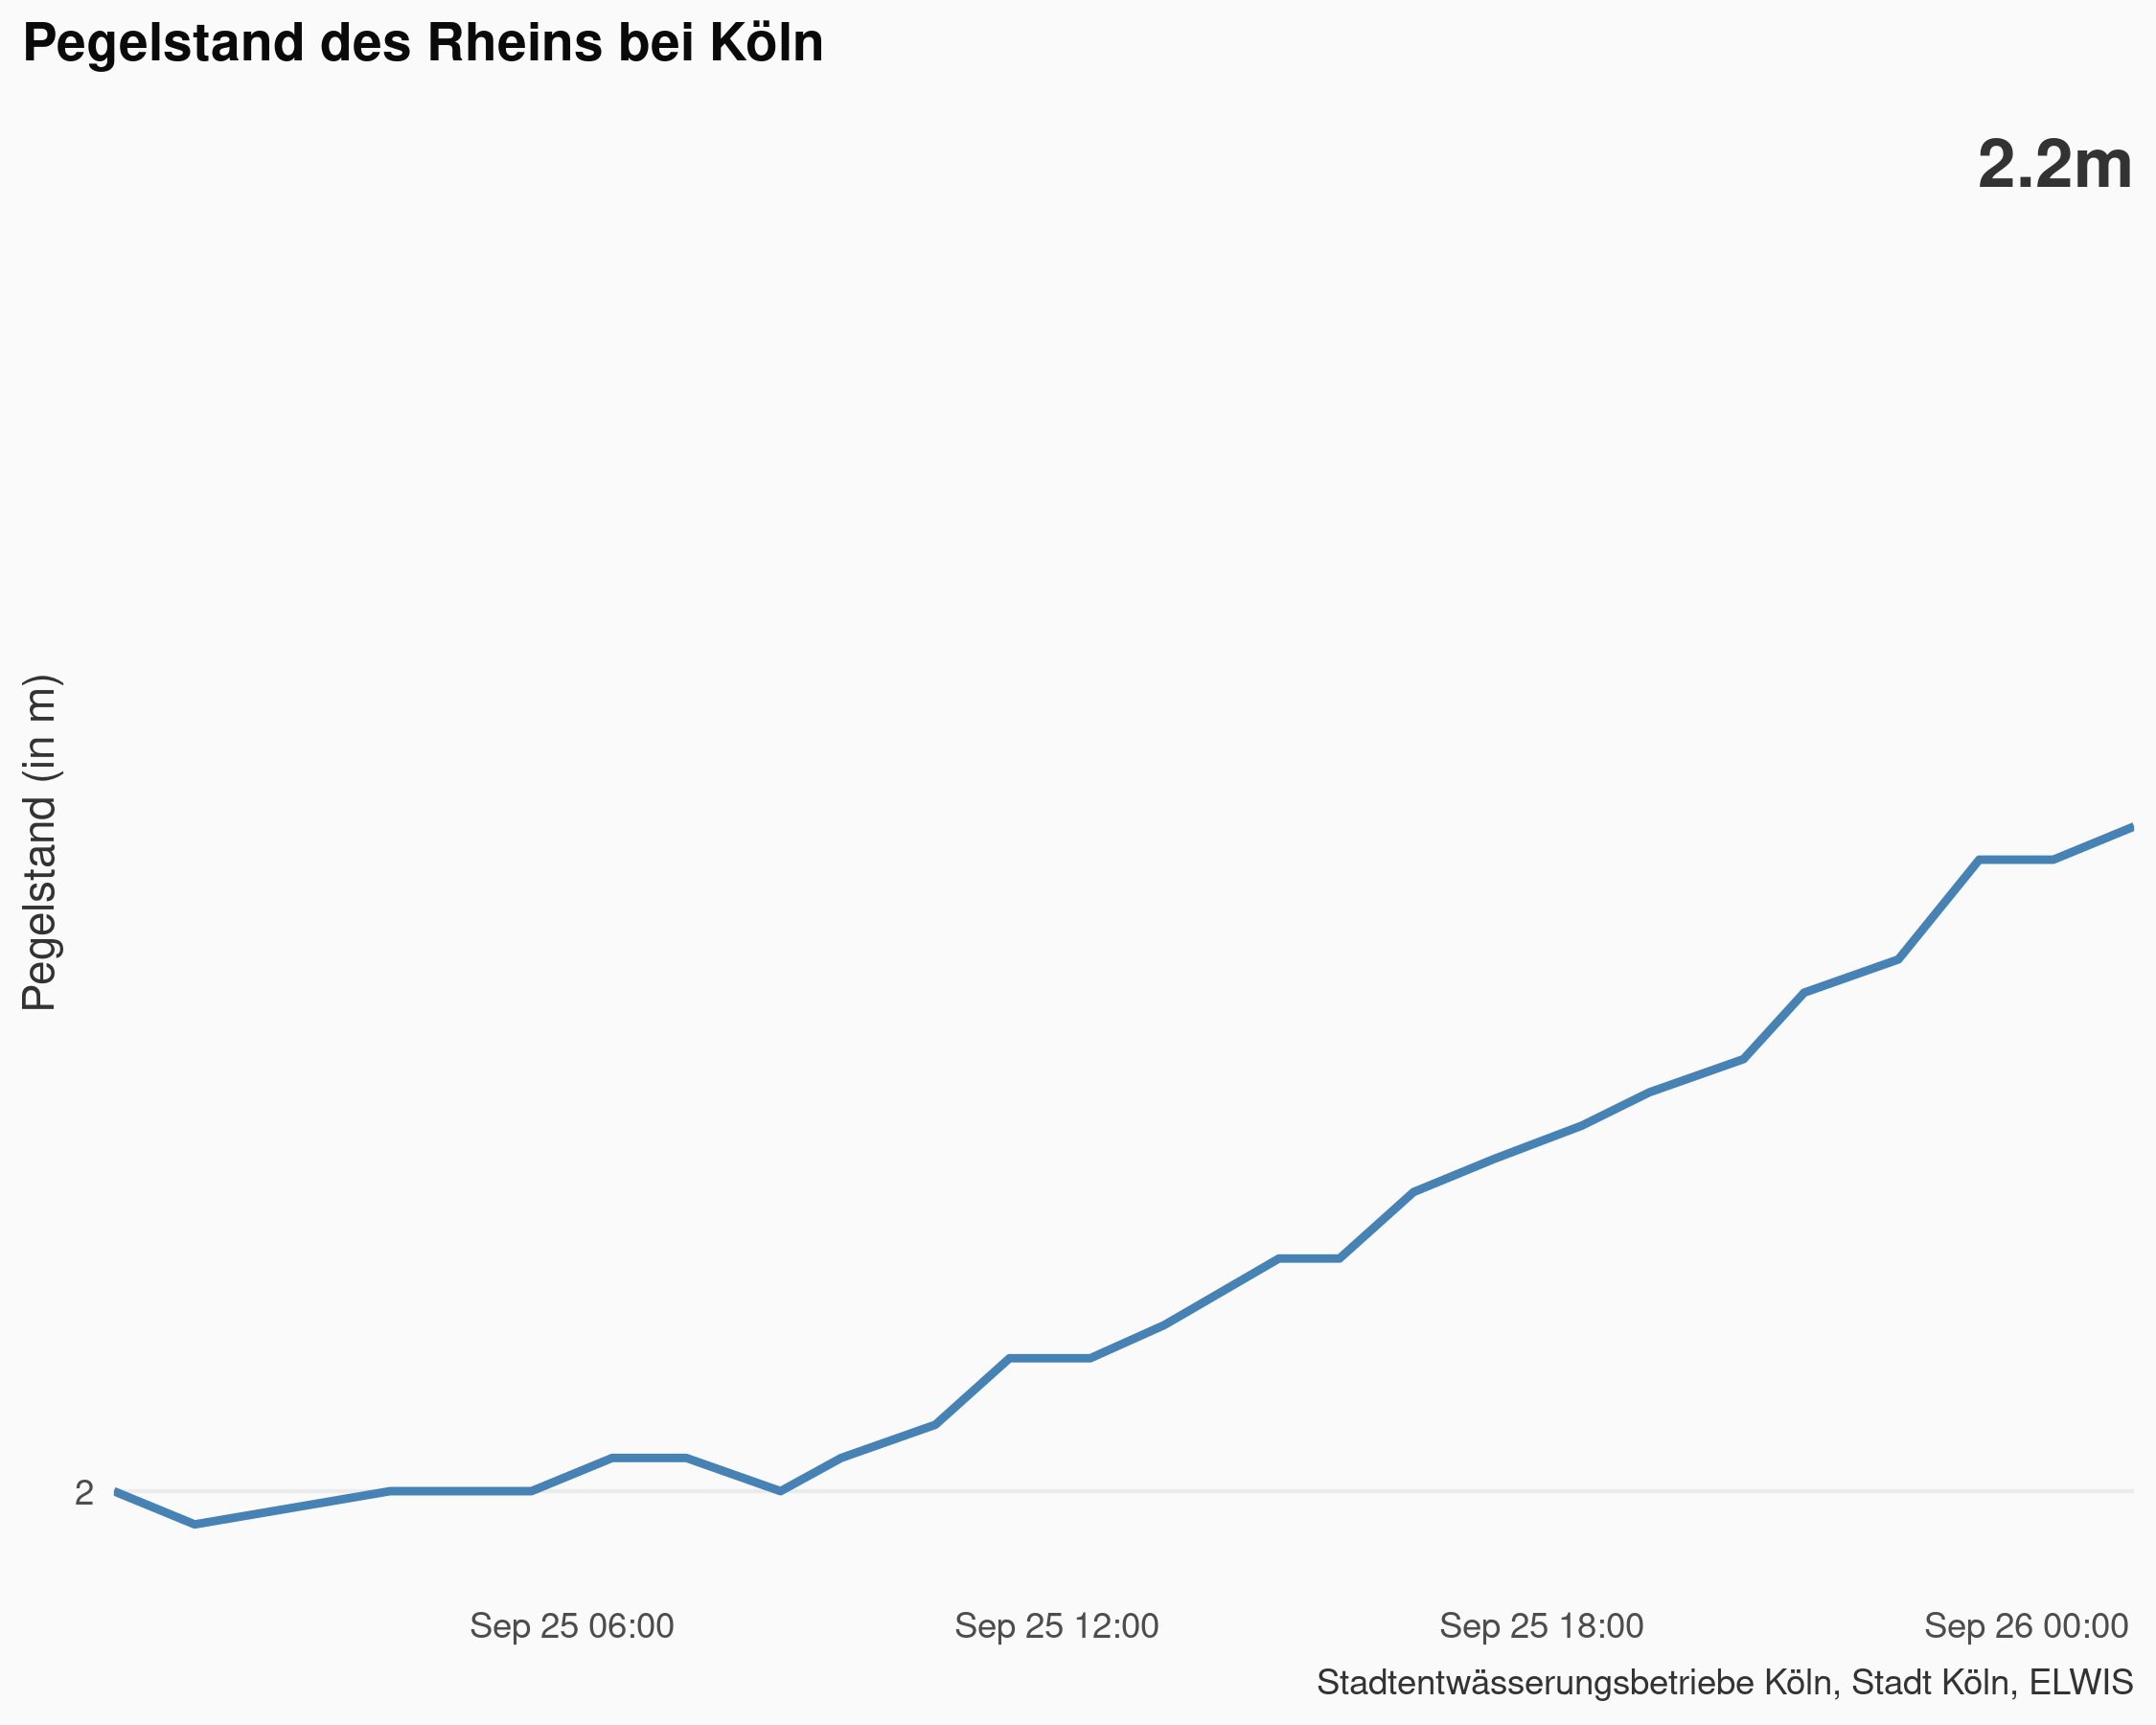 Pegelstand des Rheins bei Köln
2.2m
Pegelstand (in m)
2
Sep 25 06:00
Sep 25 12:00
Sep 25 18:00
Sep 26 00:00
Stadtentwässerungsbetriebe Köln, Stadt Köln, ELWIS